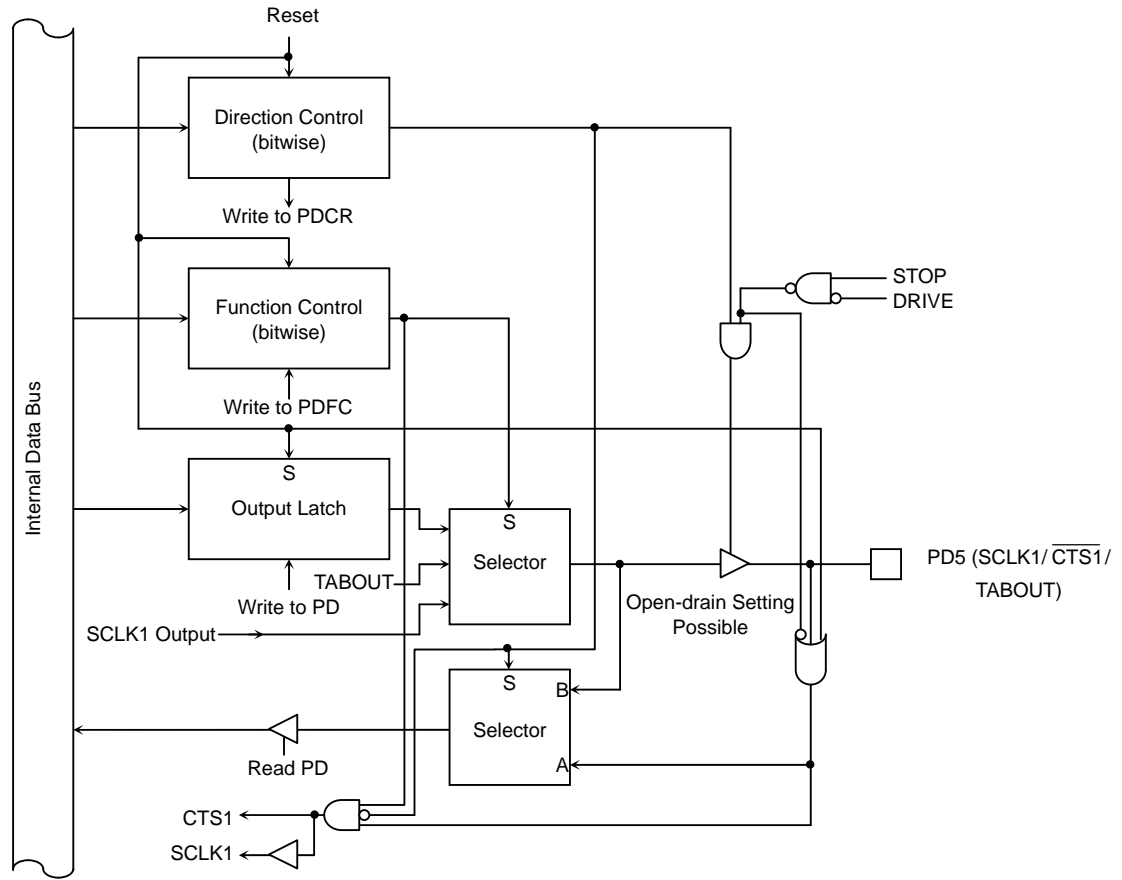 Reset
Direction Control
(bitwise)
Write to PDCR
STOP
DRIVE
Function Control
(bitwise)
Write to PDFC
Internal Data Bus
S
Output Latch
S
Selector
TABOUT
Write to PD
SCLK1 Output
PD5 (SCLK1/ CTS1/
TABOUT)
Open-drain Setting
Possible
S
B
Selector
A
Read PD
CTS1
SCLK1